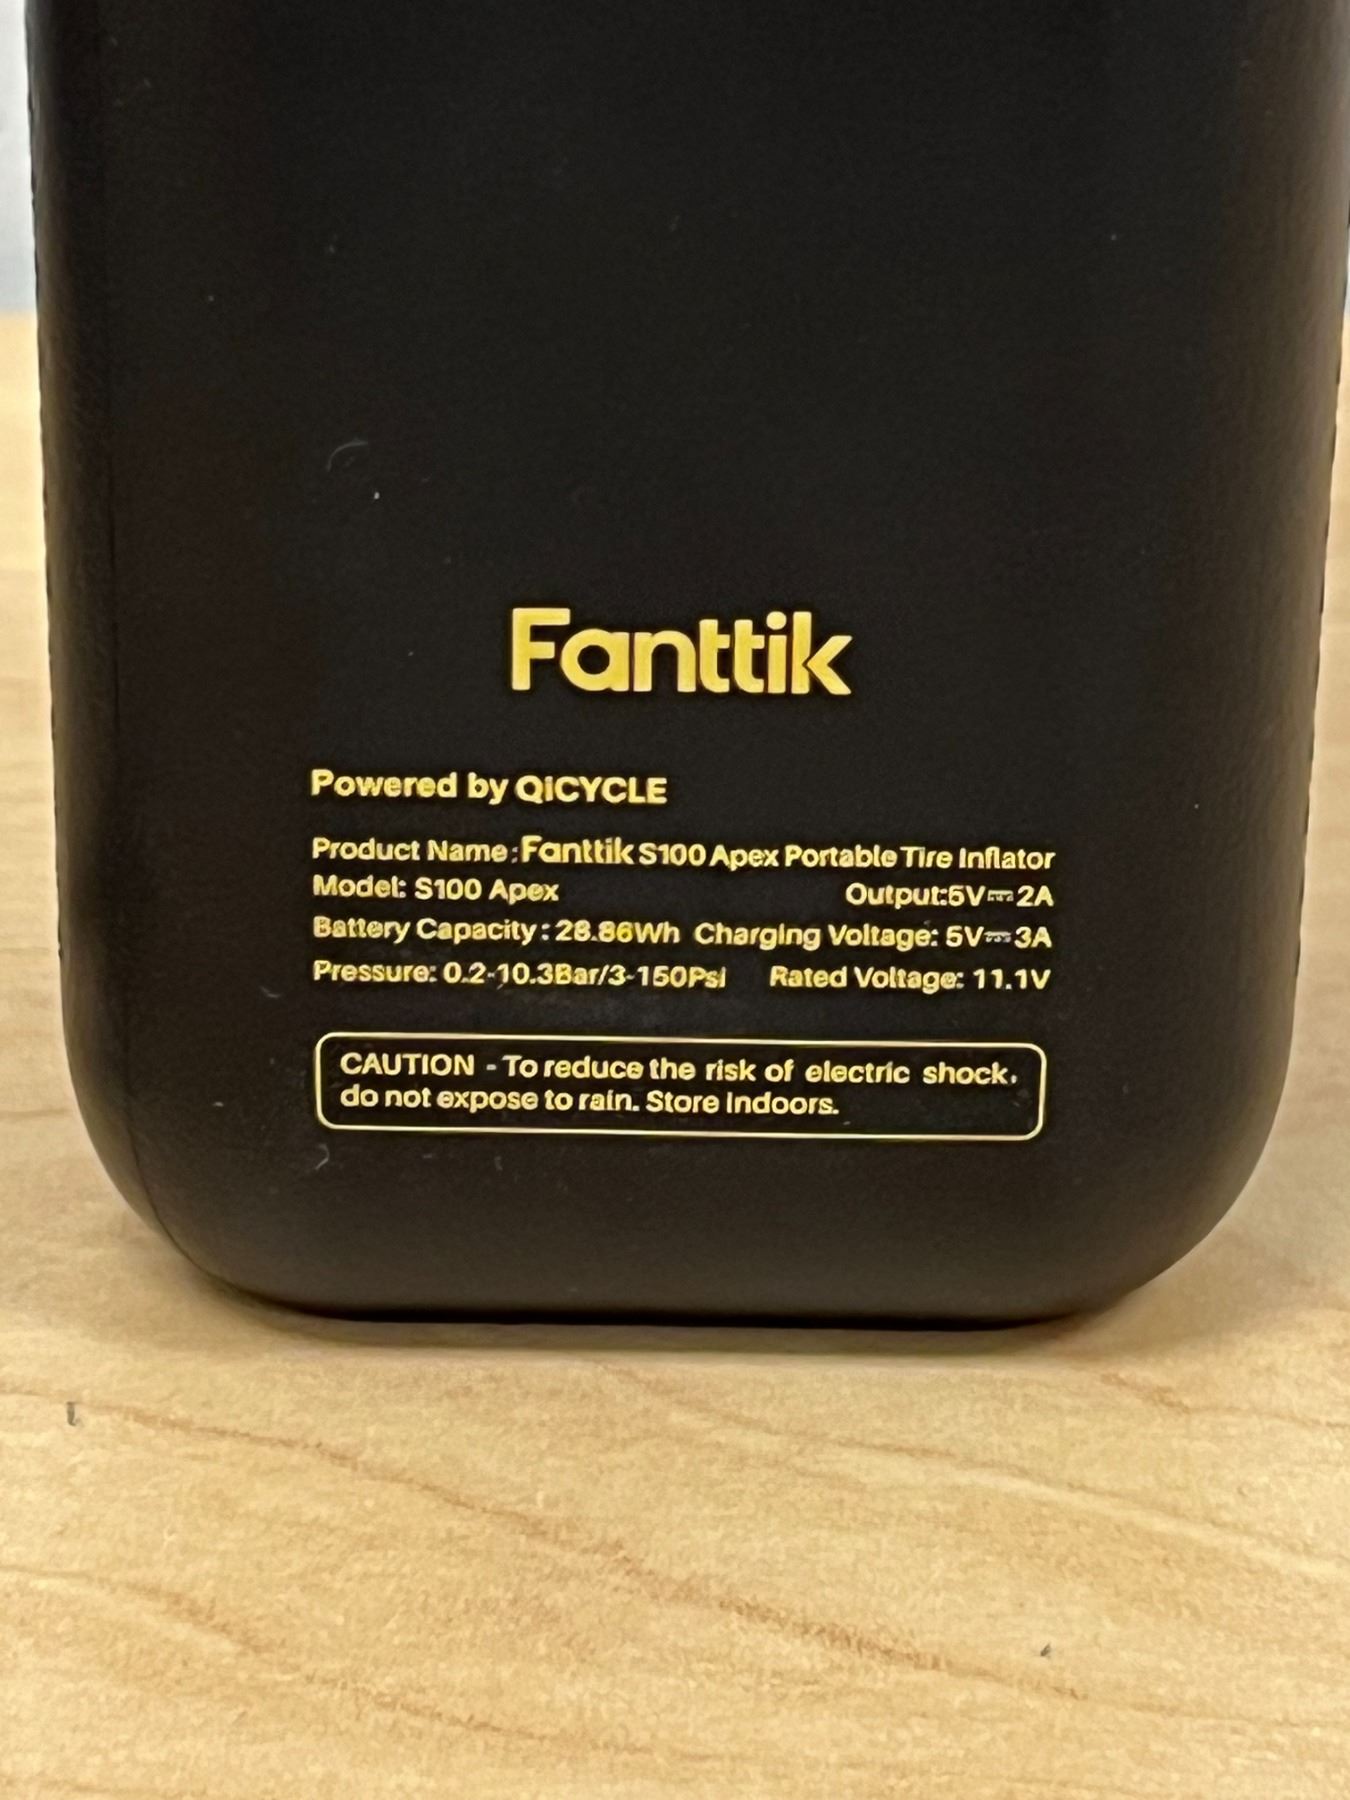 Fanttik
Powered by QiCYCLE
Product Name: Fanttik S100 Apex Portable Tire Inflator
Model: S100 Apex Output:5V⎓2A
Battery Capacity: 28.86Wh Charging Voltage: 5V⎓3A
Pressure: 0.2-10.3Bar/3-150Psi Rated Voltage: 11.1V
CAUTION - To reduce the risk of electric shock,
do not expose to rain. Store Indoors.